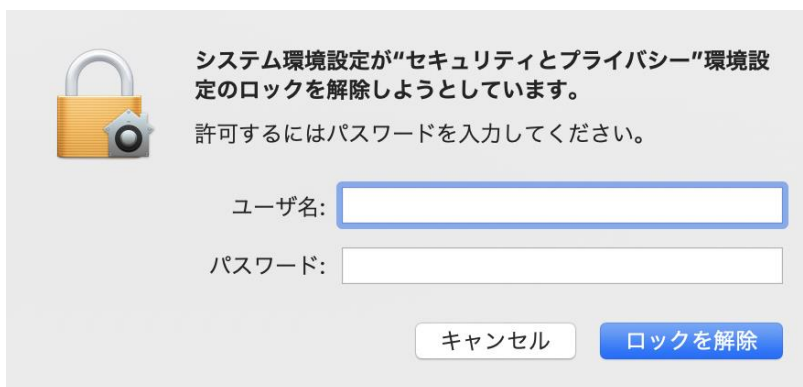 システム環境設定が“セキュリティとプライバシー”環境設
定のロックを解除しようとしています。
許可するにはパスワードを入力してください。
ユーザ名:
パスワード:
キャンセル
ロックを解除